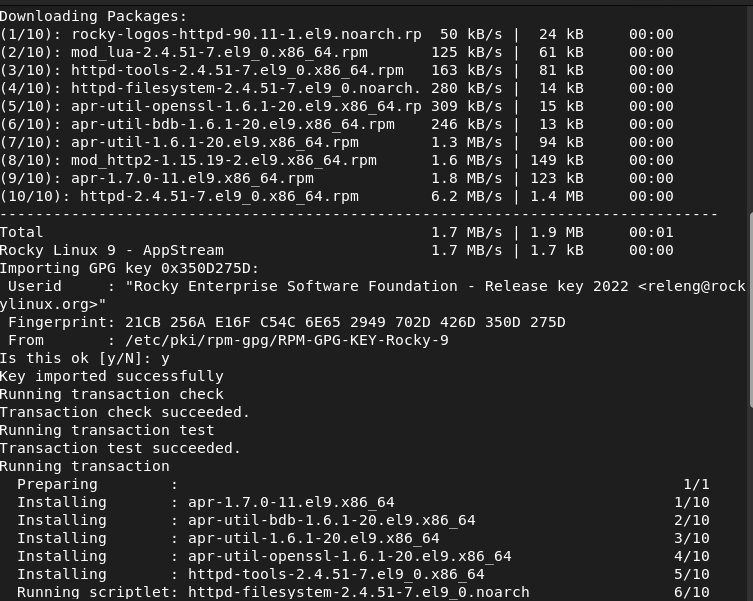 Downloading Packages:
(1/10): rocky-logos-httpd-90.11-1.el9.noarch.rp  50 kB/s |  24 kB     00:00
(2/10): mod_lua-2.4.51-7.el9_0.x86_64.rpm       125 kB/s |  61 kB     00:00
(3/10): httpd-tools-2.4.51-7.el9_0.x86_64.rpm   163 kB/s |  81 kB     00:00
(4/10): httpd-filesystem-2.4.51-7.el9_0.noarch. 280 kB/s |  14 kB     00:00
(5/10): apr-util-openssl-1.6.1-20.el9.x86_64.rp 309 kB/s |  15 kB     00:00
(6/10): apr-util-bdb-1.6.1-20.el9.x86_64.rpm    246 kB/s |  13 kB     00:00
(7/10): apr-util-1.6.1-20.el9.x86_64.rpm        1.3 MB/s |  94 kB     00:00
(8/10): mod_http2-1.15.19-2.el9.x86_64.rpm      1.6 MB/s | 149 kB     00:00
(9/10): apr-1.7.0-11.el9.x86_64.rpm             1.8 MB/s | 123 kB     00:00
(10/10): httpd-2.4.51-7.el9_0.x86_64.rpm        6.2 MB/s | 1.4 MB     00:00
--------------------------------------------------------------------------------
Total                                           1.7 MB/s | 1.9 MB     00:01
Rocky Linux 9 - AppStream                       1.7 MB/s | 1.7 kB     00:00
Importing GPG key 0x350D275D:
 Userid     : "Rocky Enterprise Software Foundation - Release key 2022 <releng@rock
ylinux.org>"
 Fingerprint: 21CB 256A E16F C54C 6E65 2949 702D 426D 350D 275D
 From       : /etc/pki/rpm-gpg/RPM-GPG-KEY-Rocky-9
Is this ok [y/N]: y
Key imported successfully
Running transaction check
Transaction check succeeded.
Running transaction test
Transaction test succeeded.
Running transaction
  Preparing        :                                                        1/1
  Installing       : apr-1.7.0-11.el9.x86_64                               1/10
  Installing       : apr-util-bdb-1.6.1-20.el9.x86_64                      2/10
  Installing       : apr-util-1.6.1-20.el9.x86_64                          3/10
  Installing       : apr-util-openssl-1.6.1-20.el9.x86_64                  4/10
  Installing       : httpd-tools-2.4.51-7.el9_0.x86_64                     5/10
  Running scriptlet: httpd-filesystem-2.4.51-7.el9_0.noarch                6/10